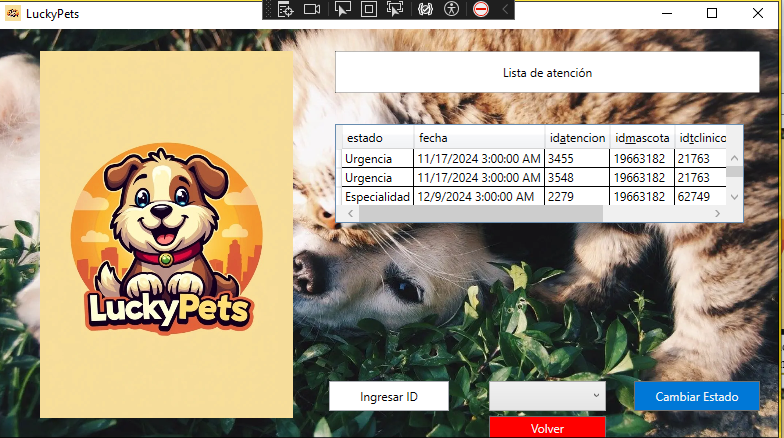 LuckyPets
Lista de atención
estado fecha idatencion idmascota idtclinico
Urgencia 11/17/2024 3:00:00 AM 3455 19663182 21763
Urgencia 11/17/2024 3:00:00 AM 3548 19663182 21763
Especialidad 12/9/2024 3:00:00 AM 2279 19663182 62749
LuckyPets
Ingresar ID
Cambiar Estado
Volver